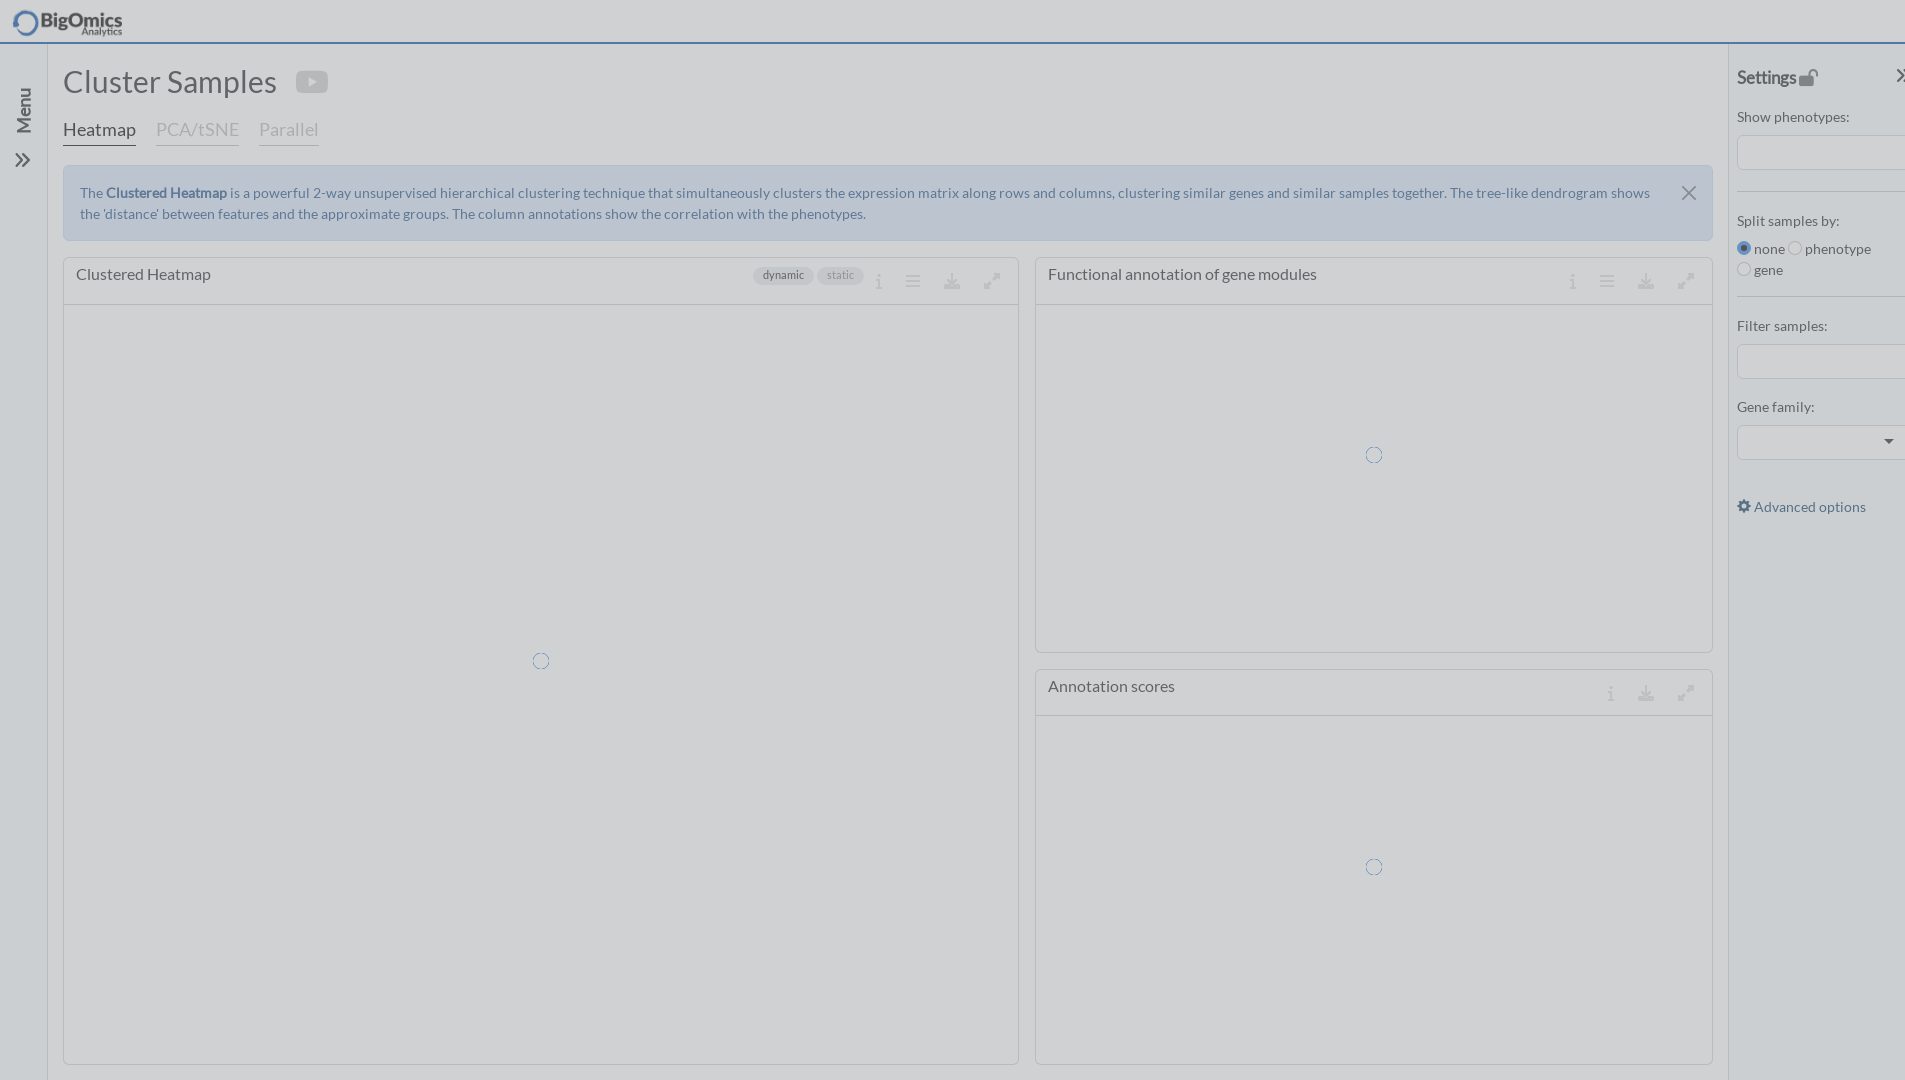 BigOmics
Analytics
Menu
Cluster Samples
Heatmap PCA/tSNE Parallel
The Clustered Heatmap is a powerful 2-way unsupervised hierarchical clustering technique that simultaneously clusters the expression matrix along rows and columns, clustering similar genes and similar samples together. The tree-like dendrogram shows
the 'distance' between features and the approximate groups. The column annotations show the correlation with the phenotypes.
Clustered Heatmap dynamic static
Functional annotation of gene modules
Annotation scores
Settings
Show phenotypes:
Split samples by:
none phenotype
gene
Filter samples:
Gene family:
Advanced options